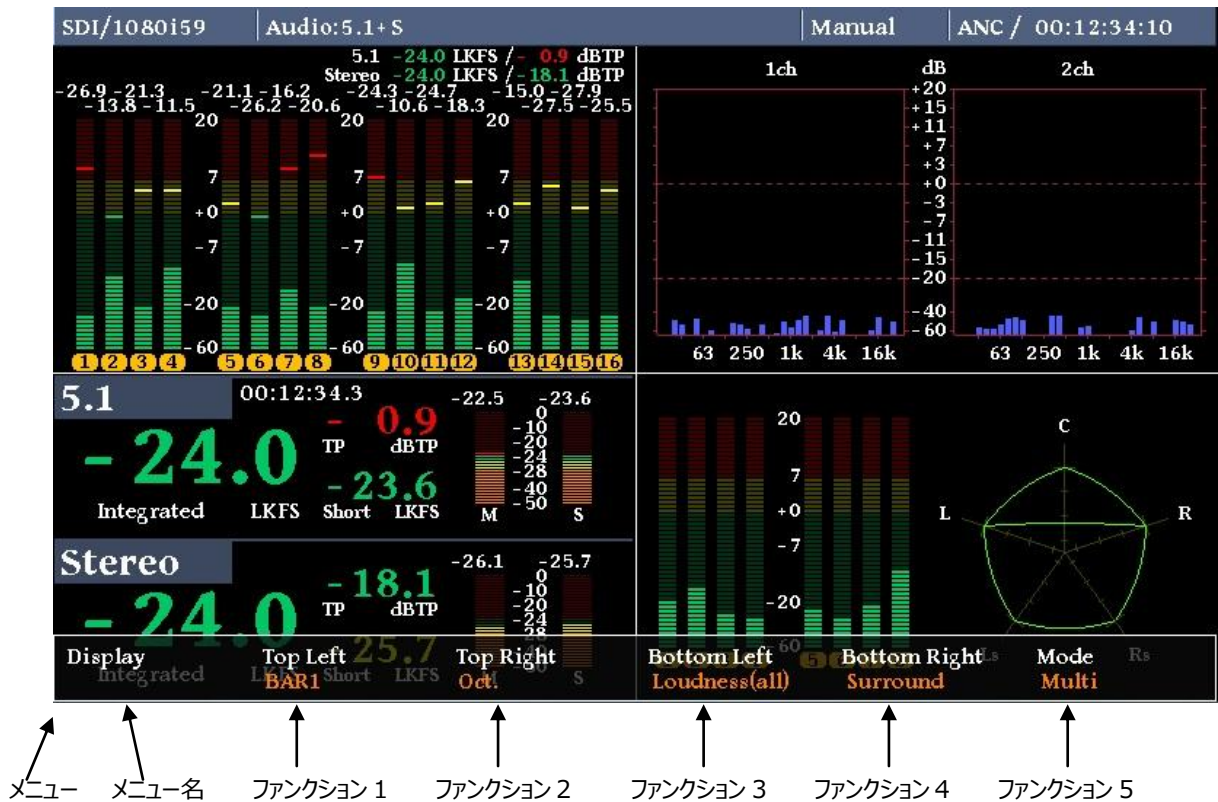 SDI/1080i59 Audio:5.1+S Manual ANC / 00:12:34:10
5.1 -24.0 LKFS /- 0.9 dBTP
Stereo -24.0 LKFS /-18.1 dBTP
-26.9 -21.3 -21.1 -16.2 -24.3 -24.7 -15.0 -27.9
-13.8 -11.5 -26.2 -20.6 -10.6 -18.3 -27.5 -25.5
20 20 20
7 7 7
+0 +0 +0
-7 -7 -7
-20 -20 -20
-60 -60 -60
1 2 3 4 5 6 7 8 9 10 11 12 13 14 15 16
1ch dB 2ch
+20
+15
+11
+7
+3
+0
-3
-7
-11
-15
-20
-40
-60
63 250 1k 4k 16k 63 250 1k 4k 16k
5.1 00:12:34.3
-24.0
Integrated LKFS
- 0.9
TP dBTP
-23.6
Short LKFS
-22.5 -23.6
0
-10
-20
-24
-28
-40
-50
M S
Stereo
-24.0
Integrated LKFS
-18.1
TP dBTP
25.7
Short LKFS
-26.1 -25.7
0
-10
-20
-24
28
40
50
M S
20
7
+0
-7
-20
60
5 6
C
L R
Ls Rs
Display Top Left Top Right Bottom Left Bottom Right Mode
BAR1 Oct. Loudness(all) Surround Multi
メニュー メニュー名 ファンクション 1 ファンクション 2 ファンクション 3 ファンクション 4 ファンクション 5